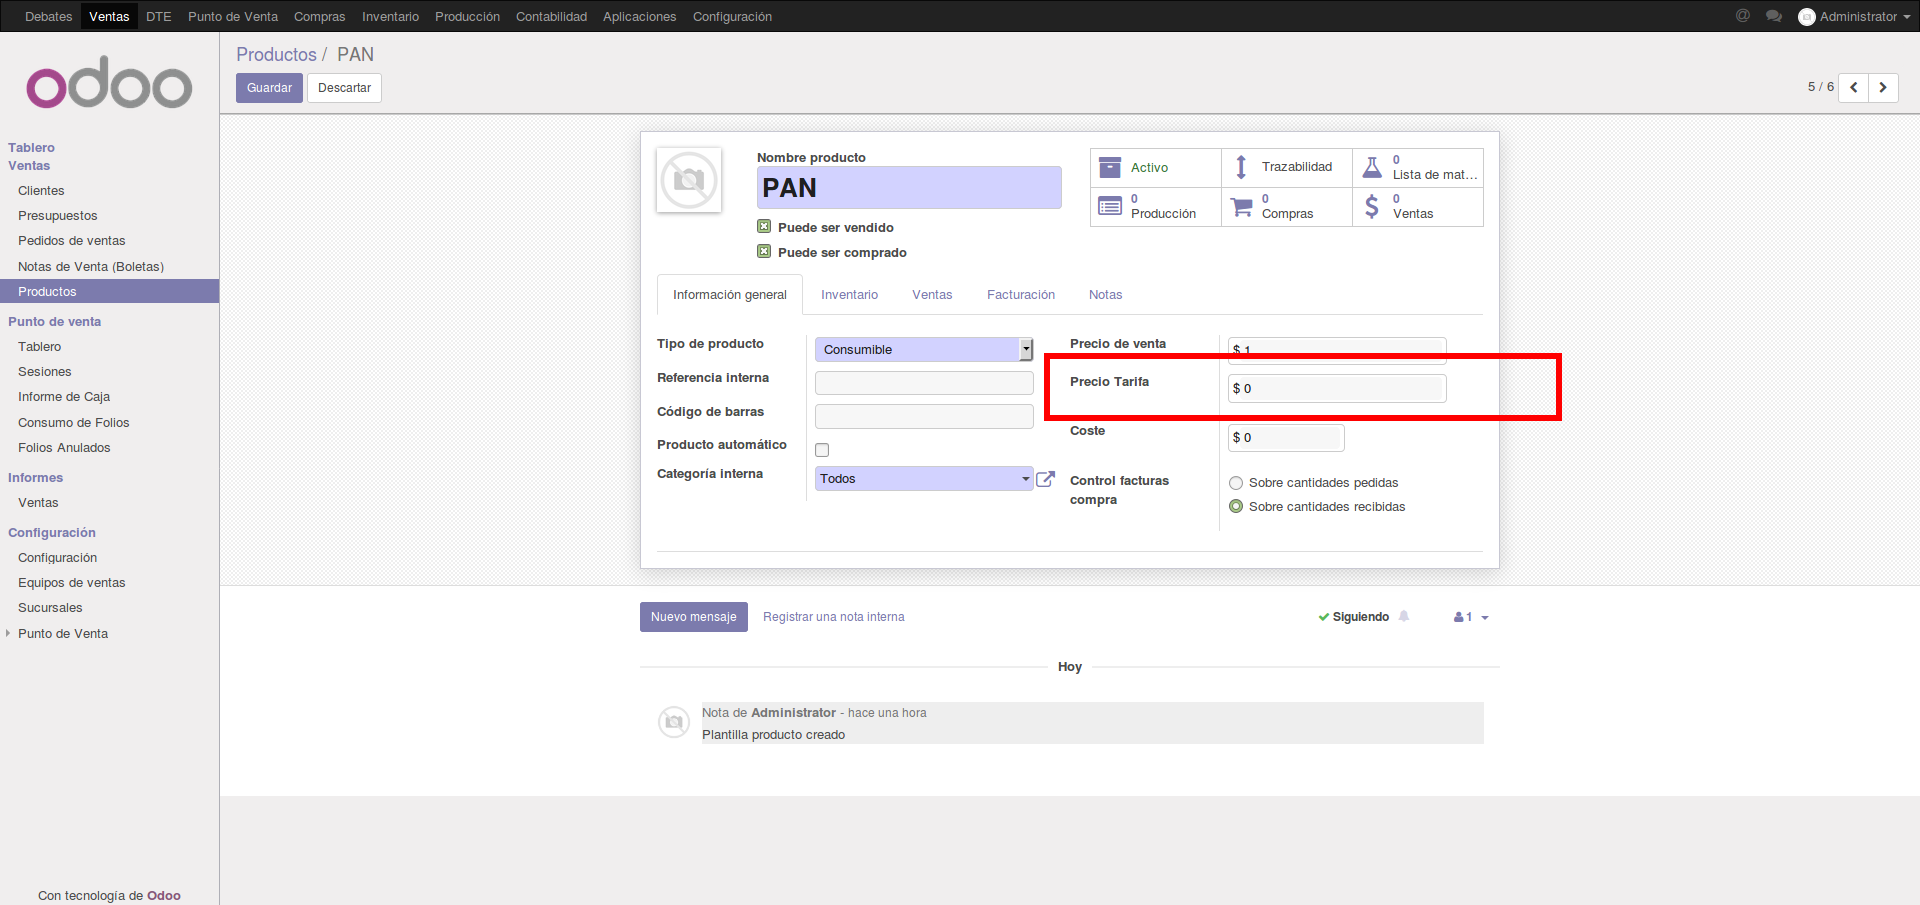 Debates Ventas DTE Punto de Venta Compras Inventario Producción Contabilidad Aplicaciones Configuración @ Administrator
odoo
Productos / PAN
Guardar Descartar
5 / 6
Tablero
Ventas
Clientes
Presupuestos
Pedidos de ventas
Notas de Venta (Boletas)
Productos
Punto de venta
Tablero
Sesiones
Informe de Caja
Consumo de Folios
Folios Anulados
Informes
Ventas
Configuración
Configuración
Equipos de ventas
Sucursales
Punto de Venta
Con tecnología de Odoo
Nombre producto
PAN
Puede ser vendido
Puede ser comprado
Activo
Trazabilidad
0
Lista de mat...
0
Producción
0
Compras
0
Ventas
Información general Inventario Ventas Facturación Notas
Tipo de producto Consumible
Referencia interna
Código de barras
Producto automático
Categoría interna Todos
Precio de venta $ 1
Precio Tarifa $ 0
Coste $ 0
Control facturas
compra
Sobre cantidades pedidas
Sobre cantidades recibidas
Nuevo mensaje Registrar una nota interna Siguiendo 1
Hoy
Nota de Administrator - hace una hora
Plantilla producto creado